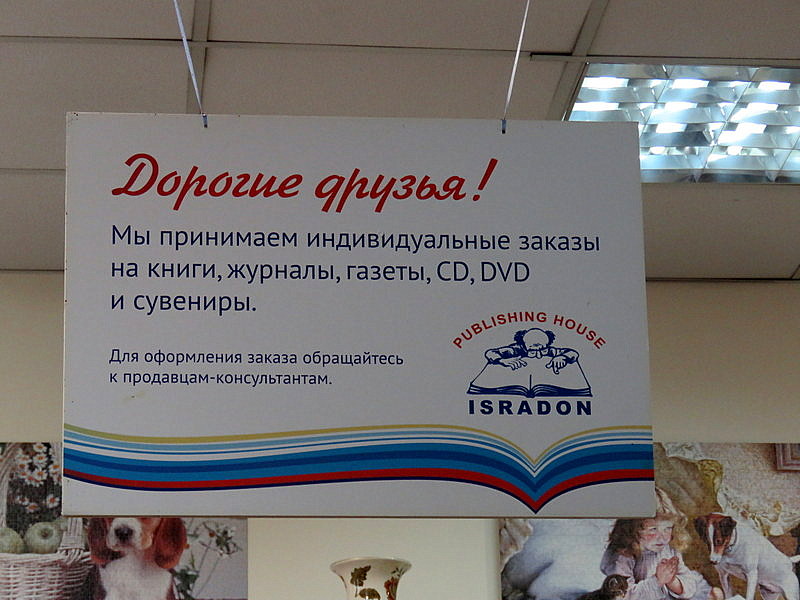 Дорогие друзья!
Мы принимаем индивидуальные заказы
на книги, журналы, газеты, CD, DVD
и сувениры.
Для оформления заказа обращайтесь
к продавцам-консультантам.
PUBLISHING HOUSE
ISRADON